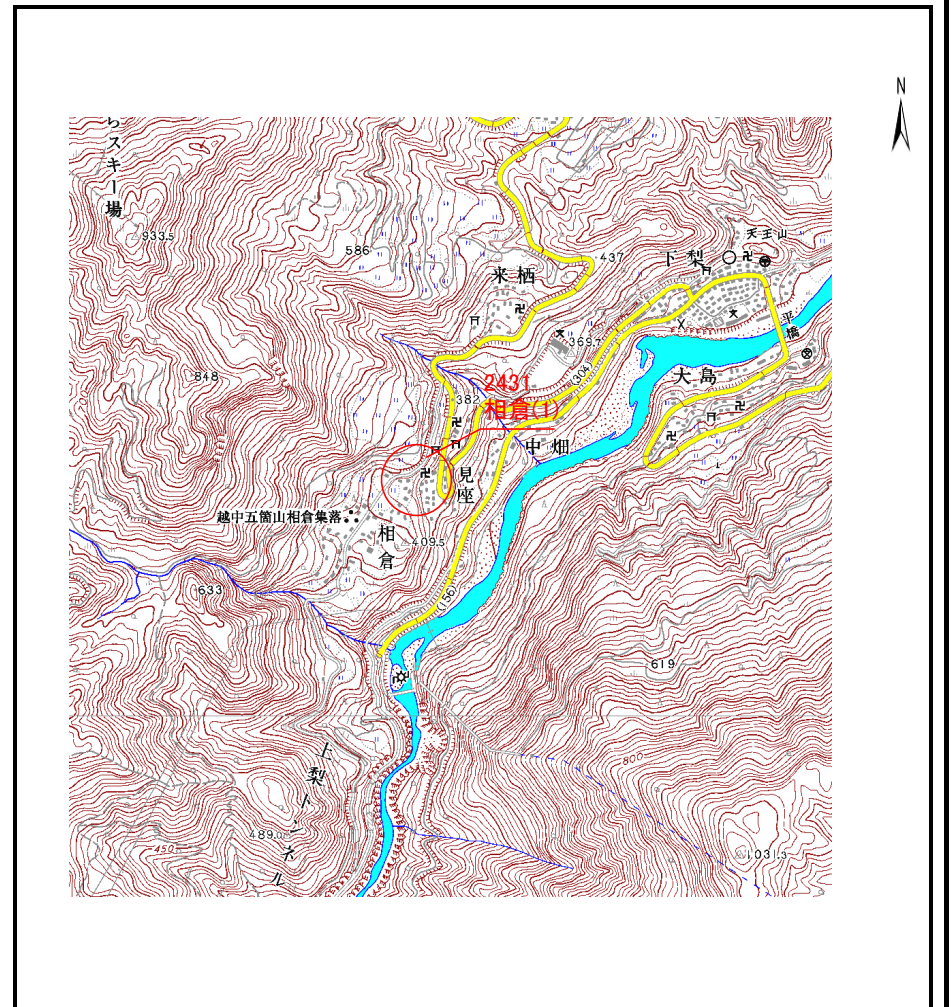 N
らスキー場
933.5
586
437
来栖
下梨
天王山
平橋
369.7
(304)
大島
848
382
2431
相倉(1)
中畑
見座
越中五箇山相倉集落
相倉
409.5
(156)
633
619
上梨トンネル
800
489.0
450
1031.3